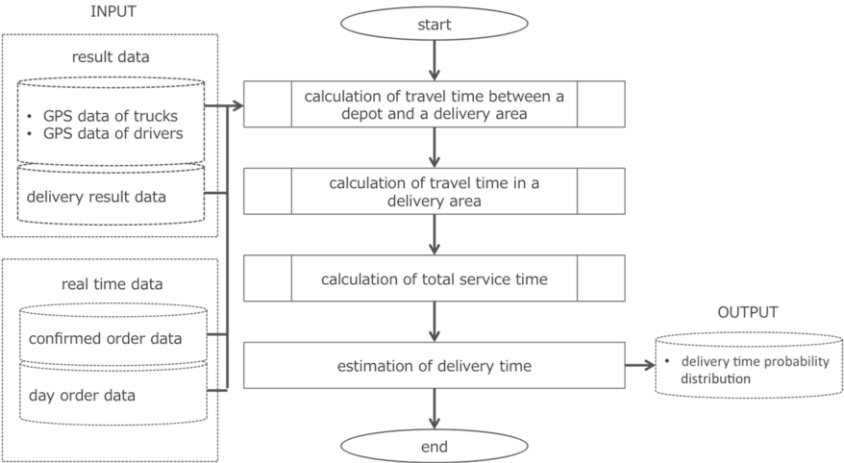 INPUT
result data
• GPS data of trucks
• GPS data of drivers
delivery result data
real time data
confirmed order data
day order data
start
calculation of travel time between a
depot and a delivery area
calculation of travel time in a
delivery area
calculation of total service time
estimation of delivery time
end
OUTPUT
• delivery time probability
distribution